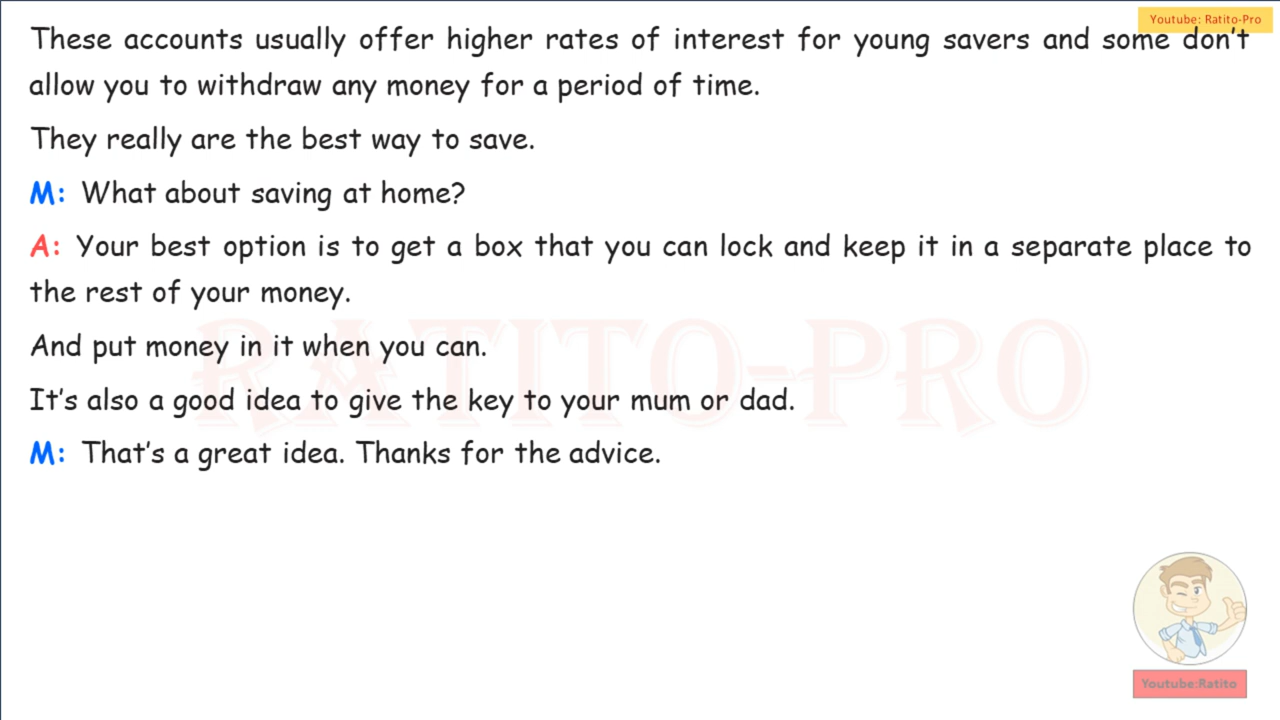 Youtube: Ratito-Pro
These accounts usually offer higher rates of interest for young savers and some don't
allow you to withdraw any money for a period of time.
They really are the best way to save.
M: What about saving at home?
A: Your best option is to get a box that you can lock and keep it in a separate place to
the rest of your money.
And put money in it when you can.
RATITO-PRO
It's also a good idea to give the key to your mum or dad.
M: That's a great idea. Thanks for the advice.
Youtube:Ratito